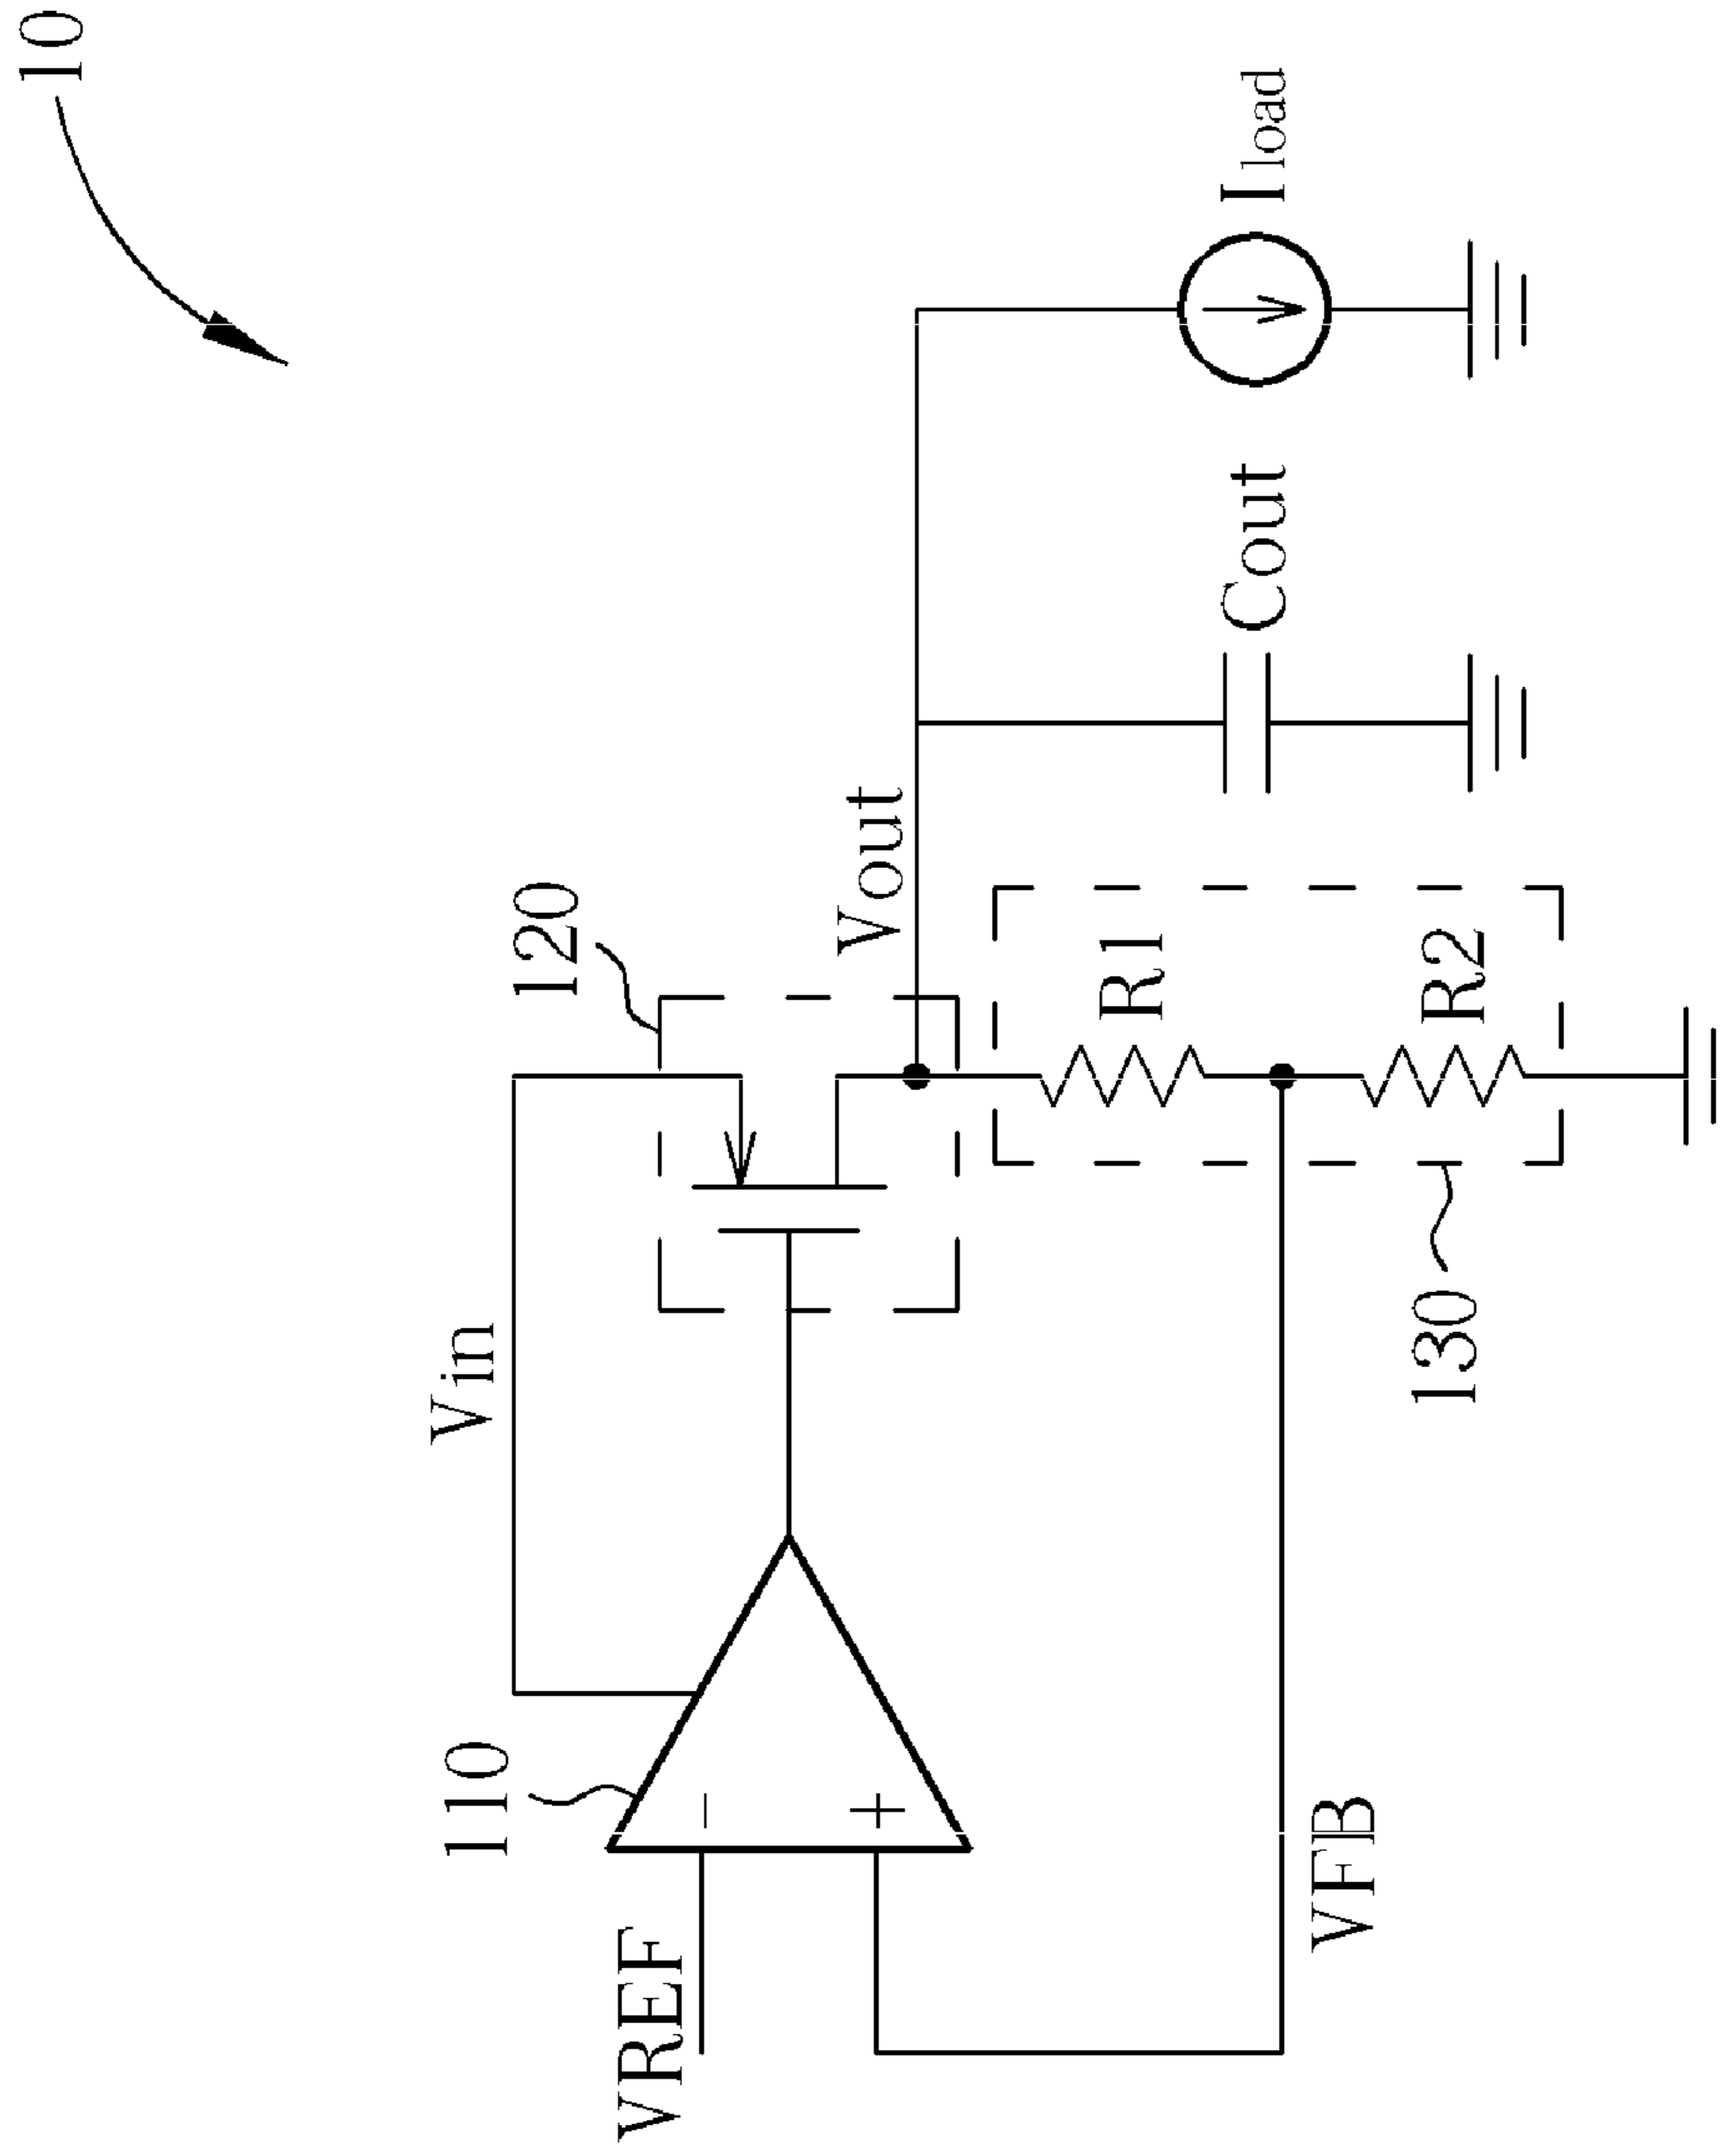 10
Vin
120
110
Vout
VREF
R1
Cout
Iload
R2
130
VFB
−
+